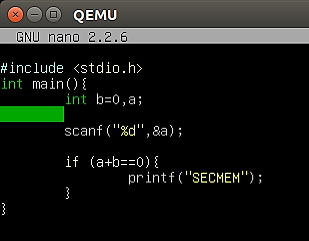 QEMU
GNU nano 2.2.6
#include <stdio.h>
int main(){
int b=0,a;
scanf("%d",&a);
if (a+b==0){
printf("SECMEM");
}
}